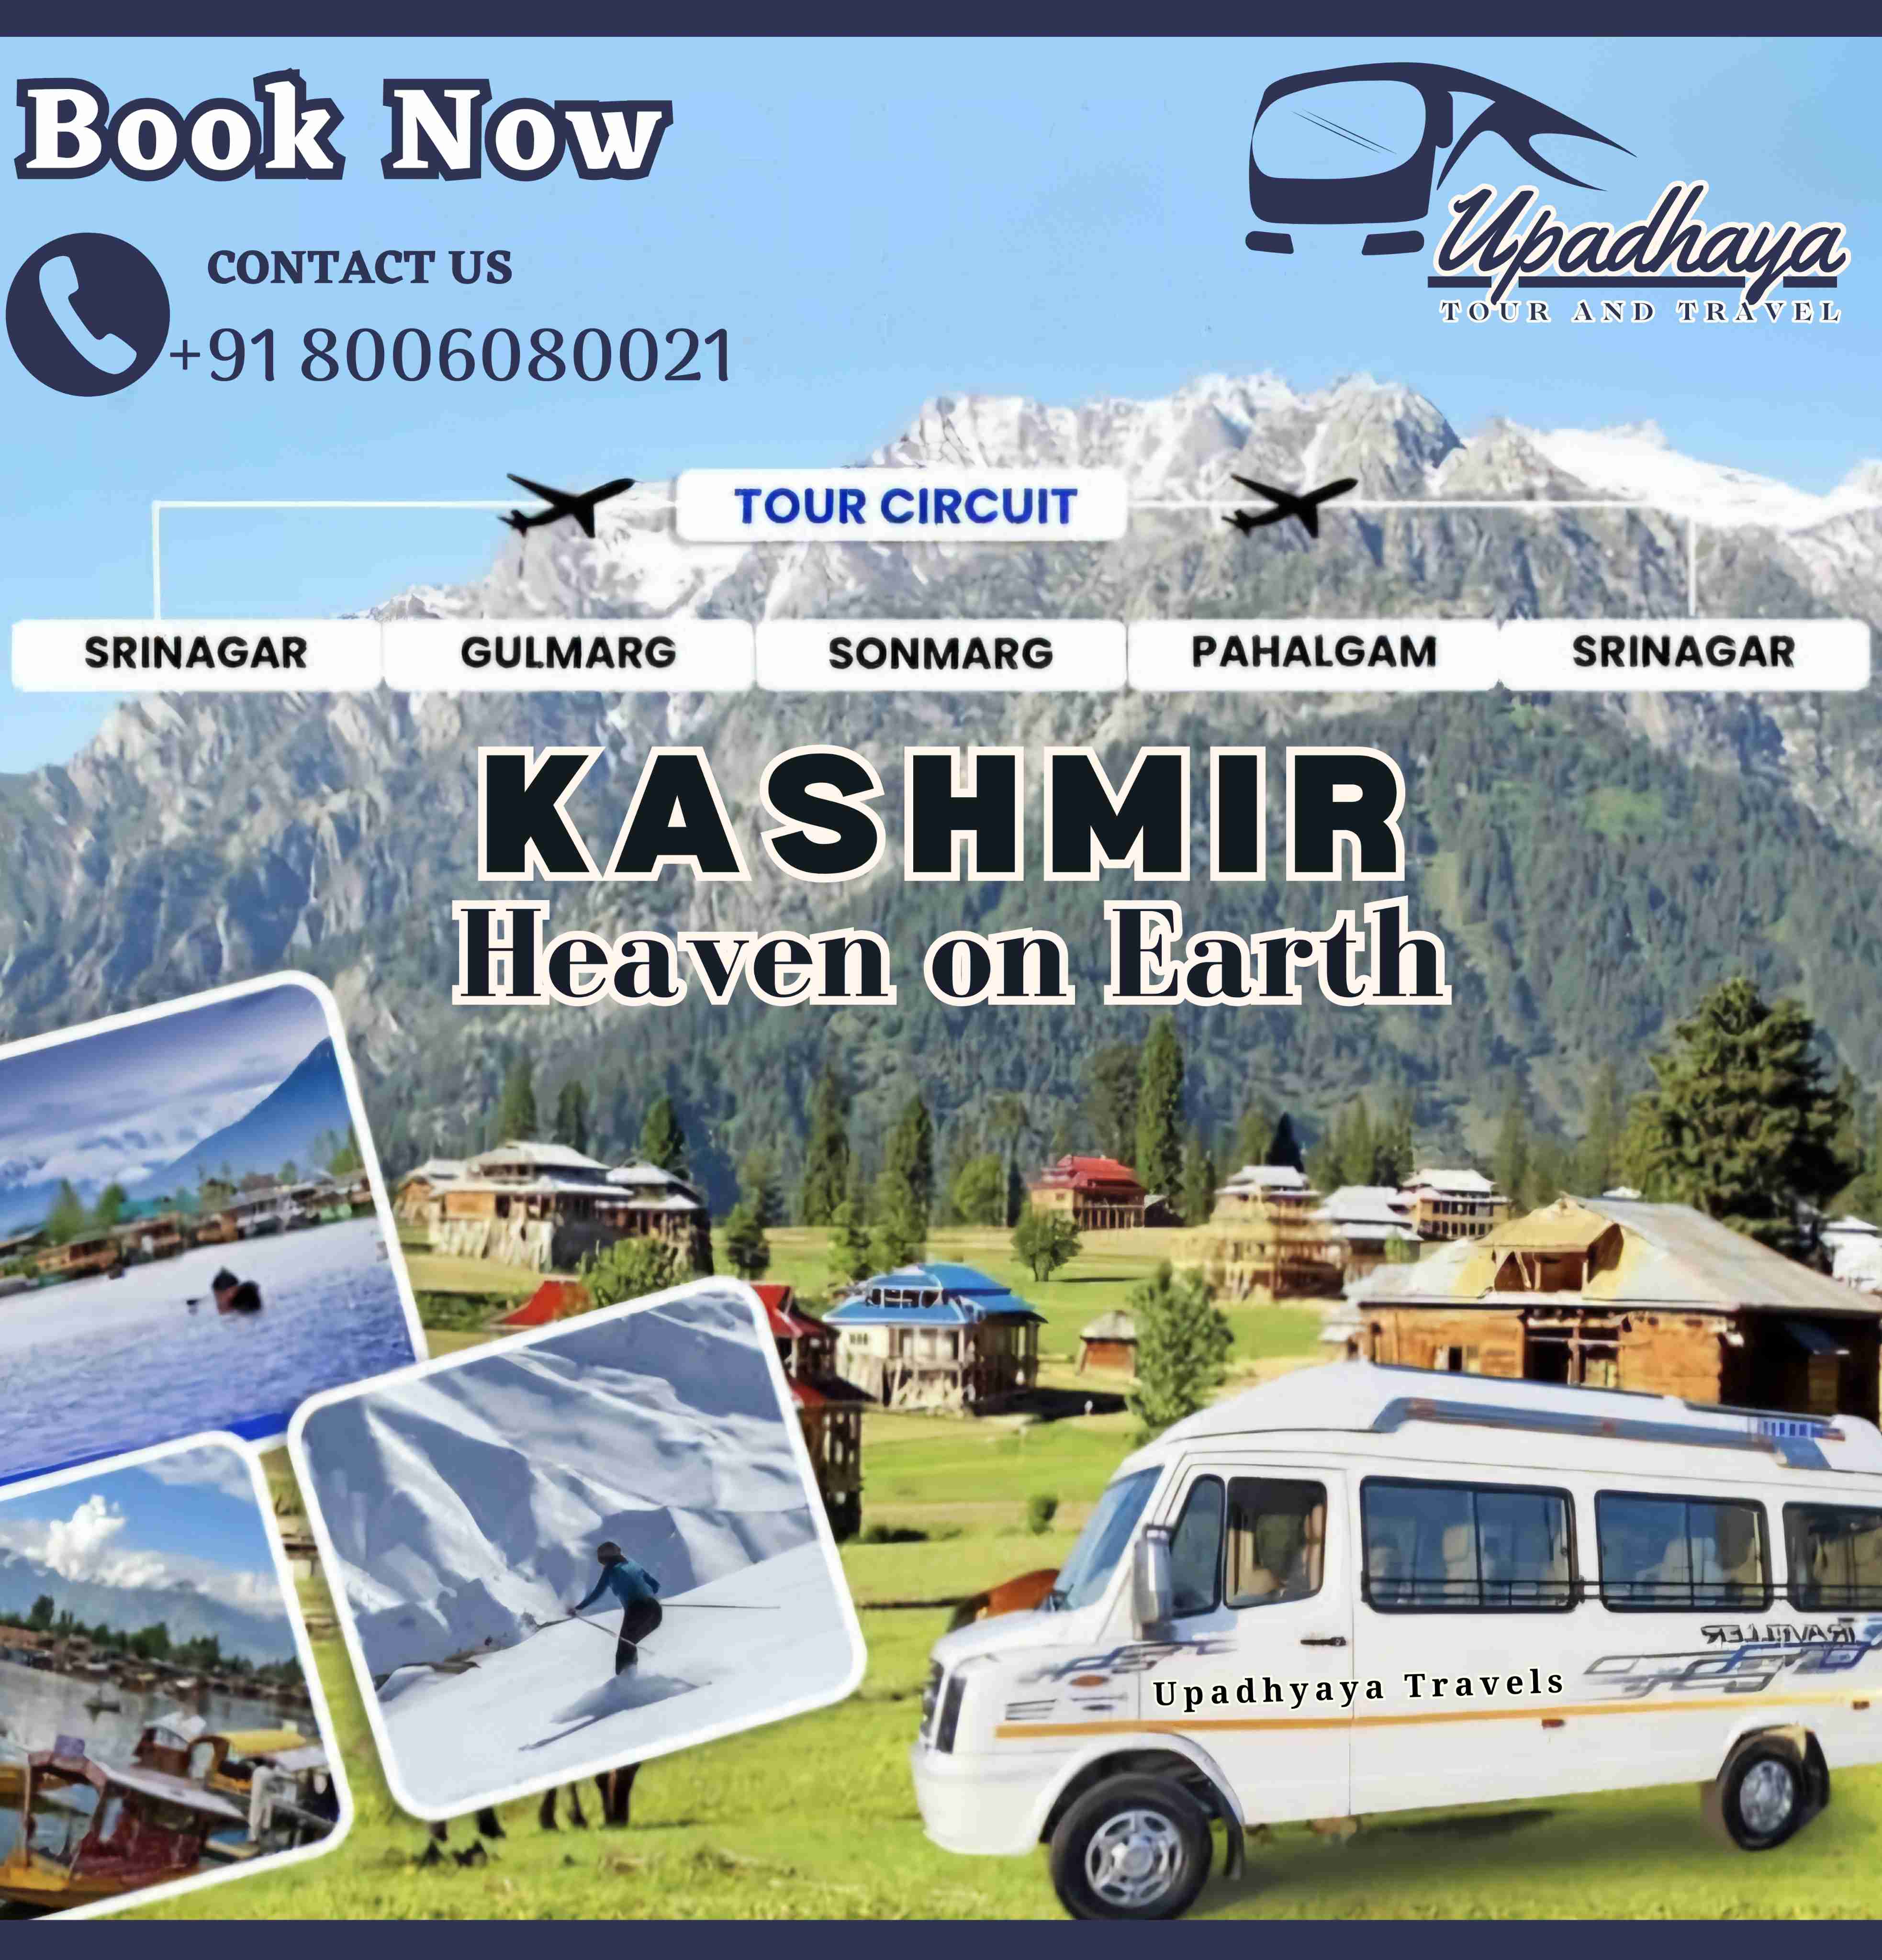 Book Now
CONTACT US
+91 8006080021
Upadhaya
TOUR AND TRAVEL
TOUR CIRCUIT
SRINAGAR GULMARG SONMARG PAHALGAM SRINAGAR
KASHMIR
Heaven on Earth
TRAVELLER
Upadhyaya Travels